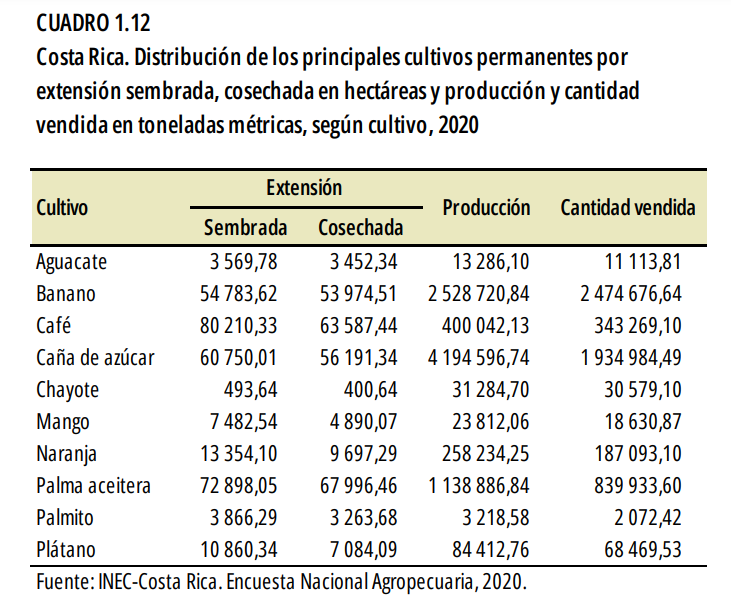 CUADRO 1.12
Costa Rica. Distribución de los principales cultivos permanentes por
extensión sembrada, cosechada en hectáreas y producción y cantidad
vendida en toneladas métricas, según cultivo, 2020
Cultivo Extensión Producción Cantidad vendida
Sembrada Cosechada
Aguacate 3 569,78 3 452,34 13 286,10 11 113,81
Banano 54 783,62 53 974,51 2 528 720,84 2 474 676,64
Café 80 210,33 63 587,44 400 042,13 343 269,10
Caña de azúcar 60 750,01 56 191,34 4 194 596,74 1 934 984,49
Chayote 493,64 400,64 31 284,70 30 579,10
Mango 7 482,54 4 890,07 23 812,06 18 630,87
Naranja 13 354,10 9 697,29 258 234,25 187 093,10
Palma aceitera 72 898,05 67 996,46 1 138 886,84 839 933,60
Palmito 3 866,29 3 263,68 3 218,58 2 072,42
Plátano 10 860,34 7 084,09 84 412,76 68 469,53
Fuente: INEC-Costa Rica. Encuesta Nacional Agropecuaria, 2020.